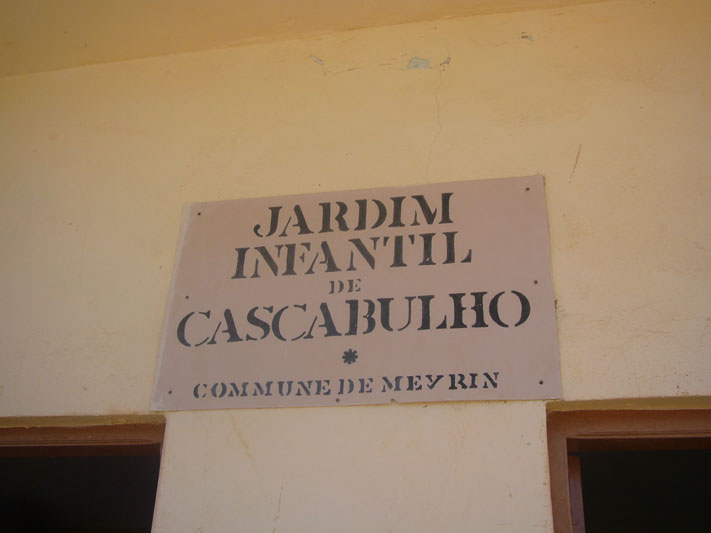 JARDIM
INFANTIL
DE
CASCABULHO
*
COMMUNE DE MEYRIN